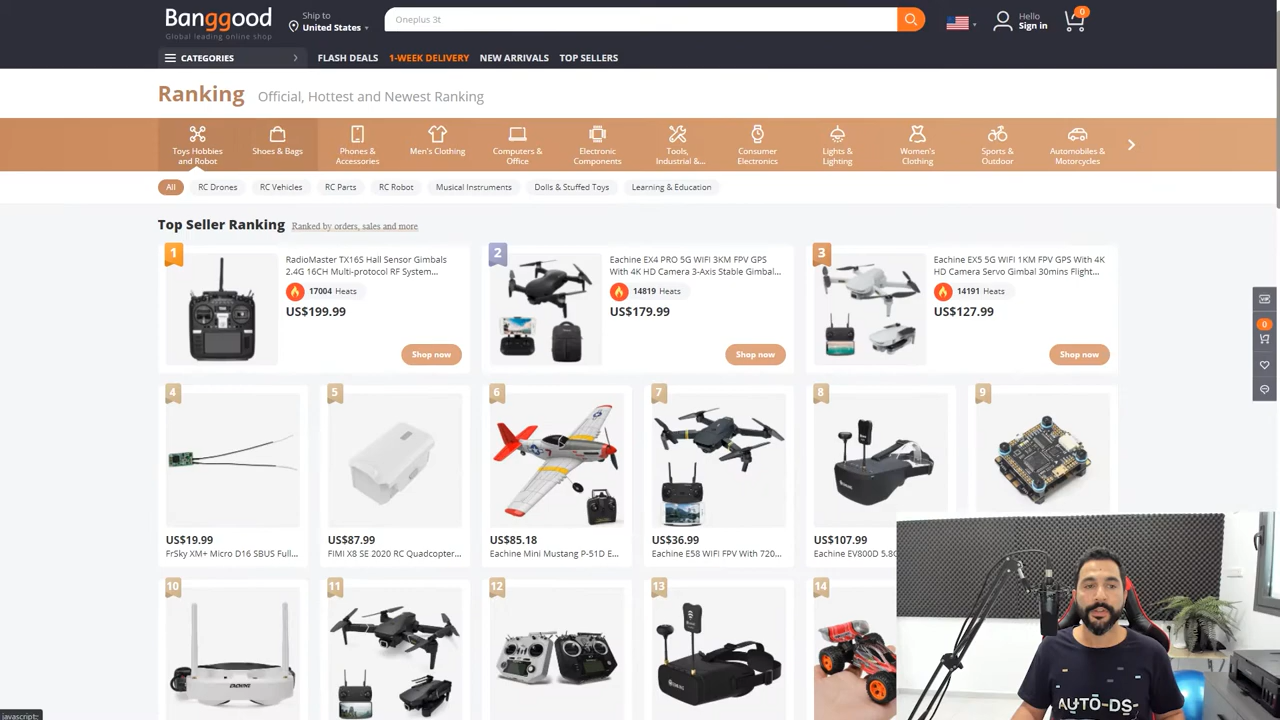 Banggood
Global leading online shop
Ship to
United States
Oneplus 3t
Hello
Sign in
0
CATEGORIES
FLASH DEALS
1-WEEK DELIVERY
NEW ARRIVALS
TOP SELLERS
Ranking
Official, Hottest and Newest Ranking
Toys Hobbies
and Robot
Shoes & Bags
Phones &
Accessories
Men's Clothing
Computers &
Office
Electronic
Components
Tools,
Industrial &...
Consumer
Electronics
Lights &
Lighting
Women's
Clothing
Sports &
Outdoor
Automobiles &
Motorcycles
All
RC Drones
RC Vehicles
RC Parts
RC Robot
Musical Instruments
Dolls & Stuffed Toys
Learning & Education
Top Seller Ranking
Ranked by orders, sales and more
1
RadioMaster TX16S Hall Sensor Gimbals
2.4G 16CH Multi-protocol RF System...
17004 Heats
US$199.99
Shop now
2
Eachine EX4 PRO 5G WIFI 3KM FPV GPS
With 4K HD Camera 3-Axis Stable Gimbal...
14819 Heats
US$179.99
Shop now
3
Eachine EX5 5G WIFI 1KM FPV GPS With 4K
HD Camera Servo Gimbal 30mins Flight...
14191 Heats
US$127.99
Shop now
0
4
US$19.99
FrSky XM+ Micro D16 SBUS Full...
5
US$87.99
FIMI X8 SE 2020 RC Quadcopter...
6
US$85.18
Eachine Mini Mustang P-51D E...
7
US$36.99
Eachine E58 WIFI FPV With 720...
8
US$107.99
Eachine EV800D 5.8G
9
10
EACHINE
11
12
13
14
AUTO-DS
javascript: